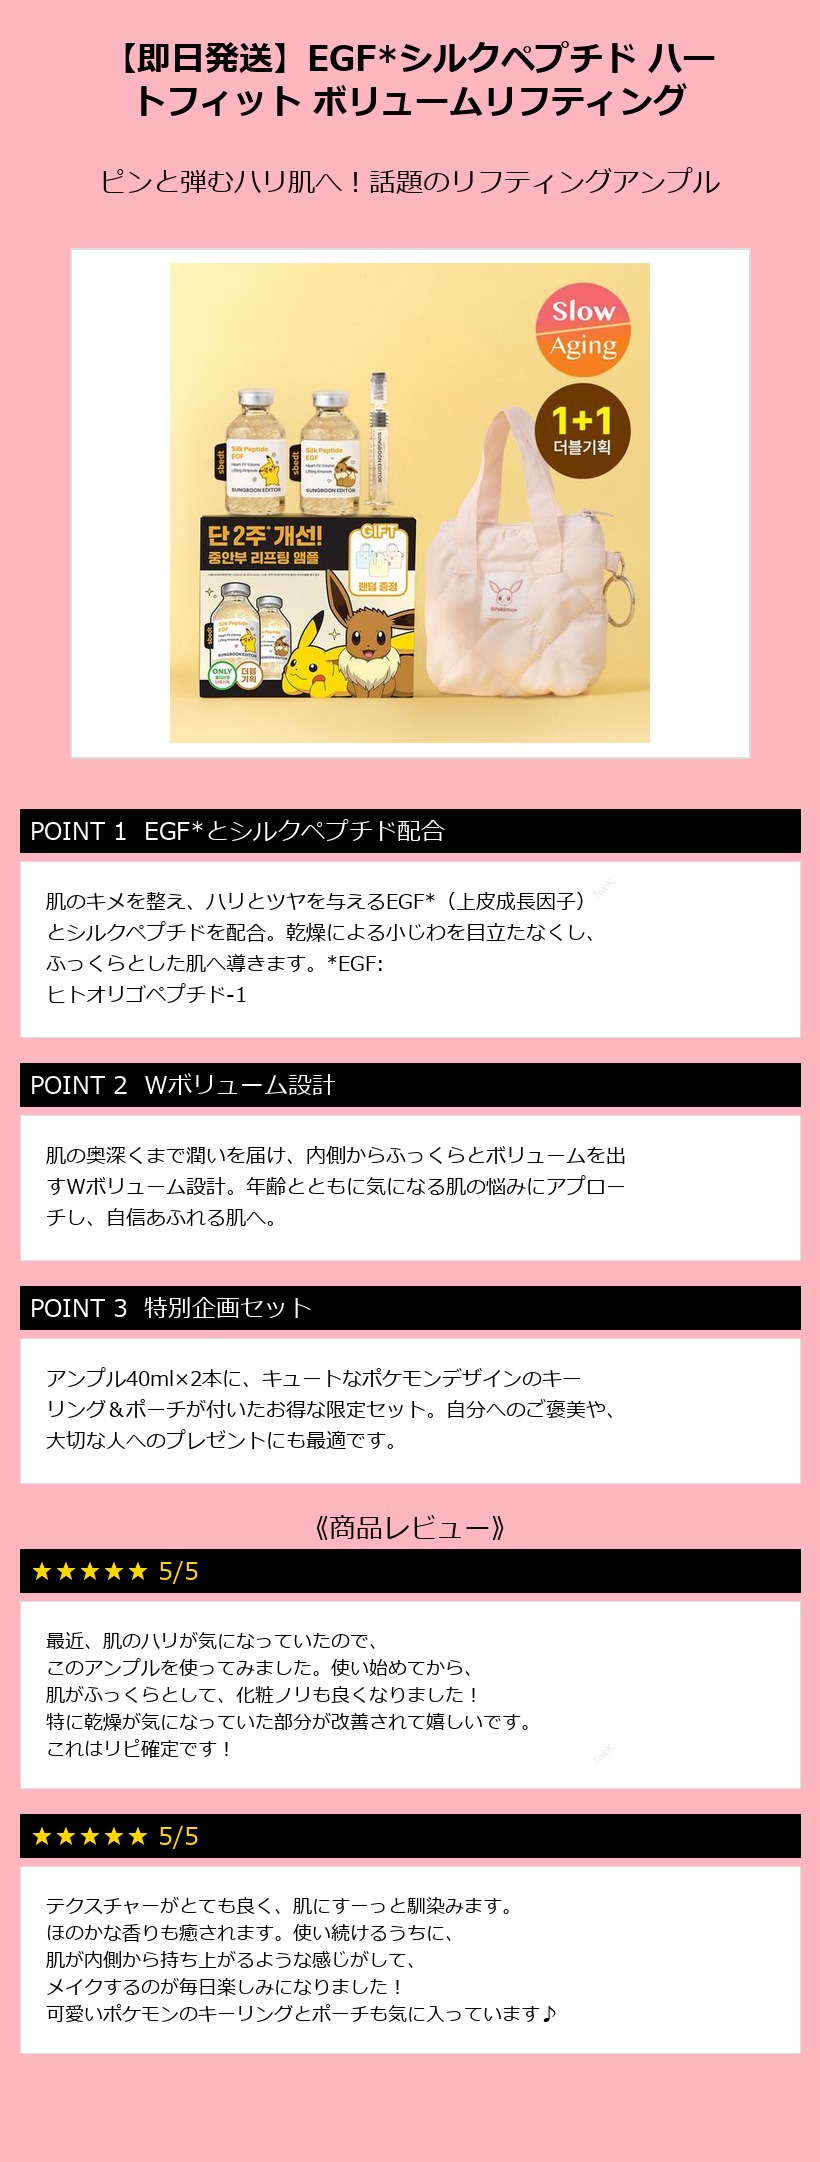 【即日発送】EGF*シルクペプチド ハー
トフィット ボリュームリフティング
ピンと弾むハリ肌へ！話題のリフティングアンプル
Slow
Aging
1+1
더블기획
sbedt
Silk Peptide
EGF
Heart-Fit Volume
Lifting Ampoule
SUNGBOON EDITOR
sbedt
Silk Peptide
EGF
Heart-Fit Volume
Lifting Ampoule
SUNGBOON EDITOR
SUNGBOON EDITOR
단 2주* 개선!
중안부 리프팅 앰플
GIFT
랜덤 증정
sbedt
Silk Peptide
EGF
Heart-Fit Volume
Lifting Ampoule
SUNGBOON EDITOR
ONLY
더블
기획
@Pokémon
POINT 1 EGF*とシルクペプチド配合
肌のキメを整え、ハリとツヤを与えるEGF*（上皮成長因子）
とシルクペプチドを配合。乾燥による小じわを目立たなくし、
ふっくらとした肌へ導きます。*EGF:
ヒトオリゴペプチド-1
POINT 2 Wボリューム設計
肌の奥深くまで潤いを届け、内側からふっくらとボリュームを出
すWボリューム設計。年齢とともに気になる肌の悩みにアプロー
チし、自信あふれる肌へ。
POINT 3 特別企画セット
アンプル40ml×2本に、キュートなポケモンデザインのキー
リング＆ポーチが付いたお得な限定セット。自分へのご褒美や、
大切な人へのプレゼントにも最適です。
《商品レビュー》
★★★★★ 5/5
最近、肌のハリが気になっていたので、
このアンプルを使ってみました。使い始めてから、
肌がふっくらとして、化粧ノリも良くなりました！
特に乾燥が気になっていた部分が改善されて嬉しいです。
これはリピ確定です！
★★★★★ 5/5
テクスチャーがとても良く、肌にすーっと馴染みます。
ほのかな香りも癒されます。使い続けるうちに、
肌が内側から持ち上がるような感じがして、
メイクするのが毎日楽しみになりました！
可愛いポケモンのキーリングとポーチも気に入っています♪